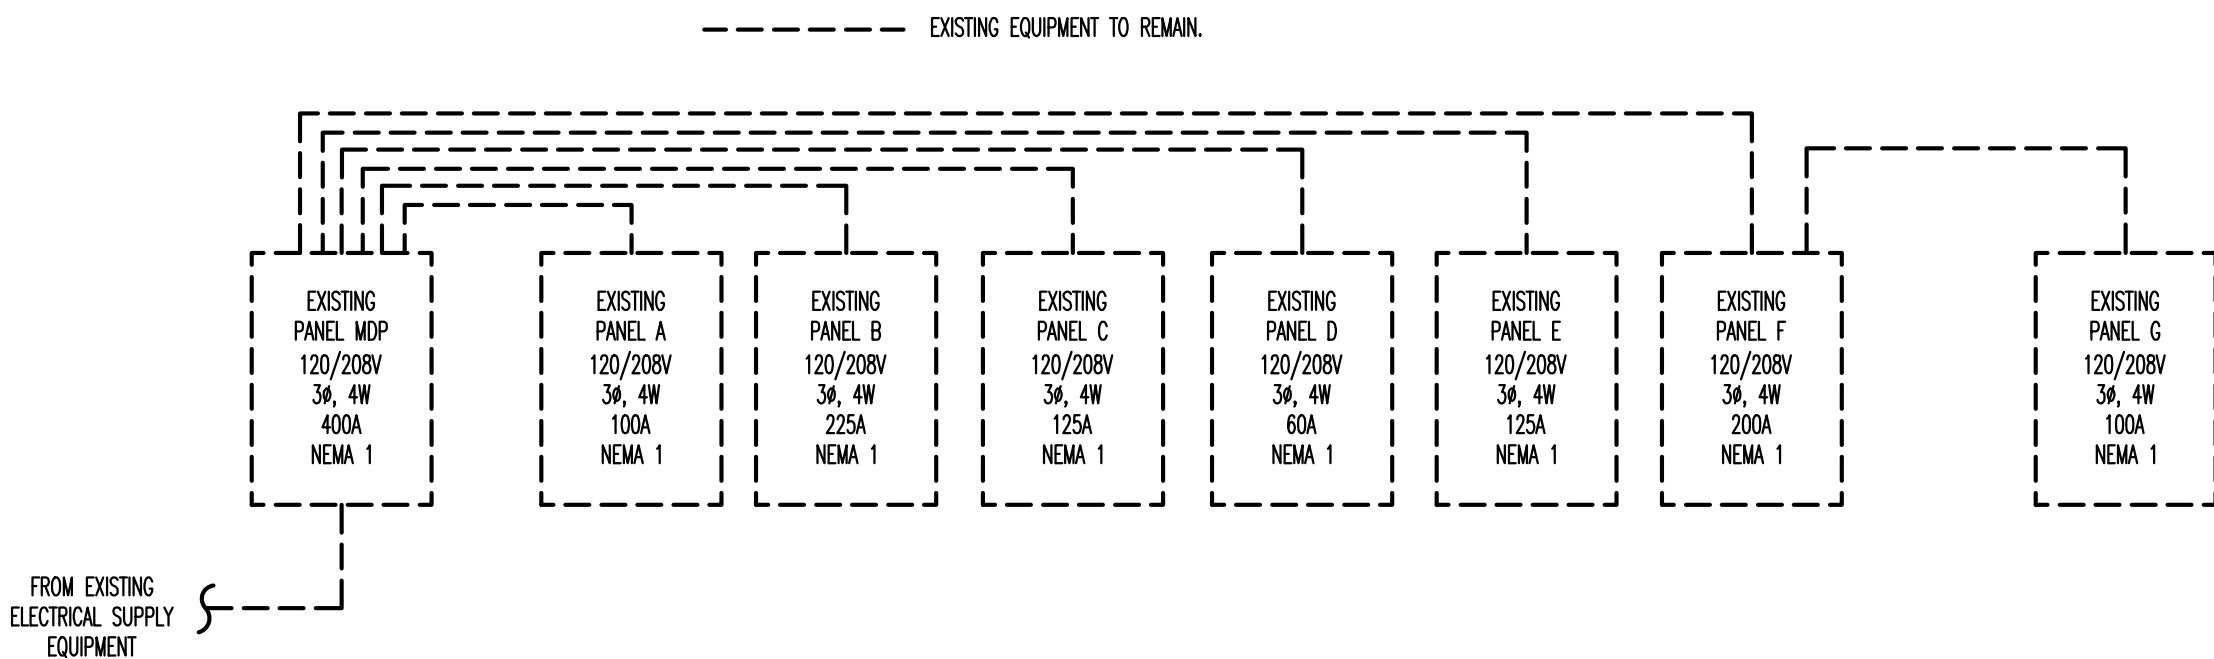 EXISTING EQUIPMENT TO REMAIN.
EXISTING
PANEL MDP
120/208V
3ø, 4W
400A
NEMA 1
EXISTING
PANEL A
120/208V
3ø, 4W
100A
NEMA 1
EXISTING
PANEL B
120/208V
3ø, 4W
225A
NEMA 1
EXISTING
PANEL C
120/208V
3ø, 4W
125A
NEMA 1
EXISTING
PANEL D
120/208V
3ø, 4W
60A
NEMA 1
EXISTING
PANEL E
120/208V
3ø, 4W
125A
NEMA 1
EXISTING
PANEL F
120/208V
3ø, 4W
200A
NEMA 1
EXISTING
PANEL G
120/208V
3ø, 4W
100A
NEMA 1
FROM EXISTING
ELECTRICAL SUPPLY
EQUIPMENT